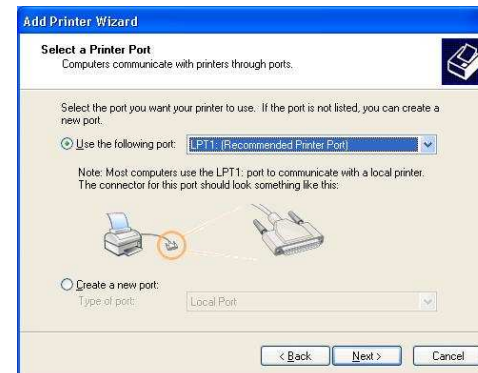 Add Printer Wizard
Select a Printer Port
Computers communicate with printers through ports.
Select the port you want your printer to use. If the port is not listed, you can create a
new port.
Use the following port: LPT1: (Recommended Printer Port)
Note: Most computers use the LPT1: port to communicate with a local printer.
The connector for this port should look something like this:
Create a new port:
Type of port: Local Port
< Back Next > Cancel